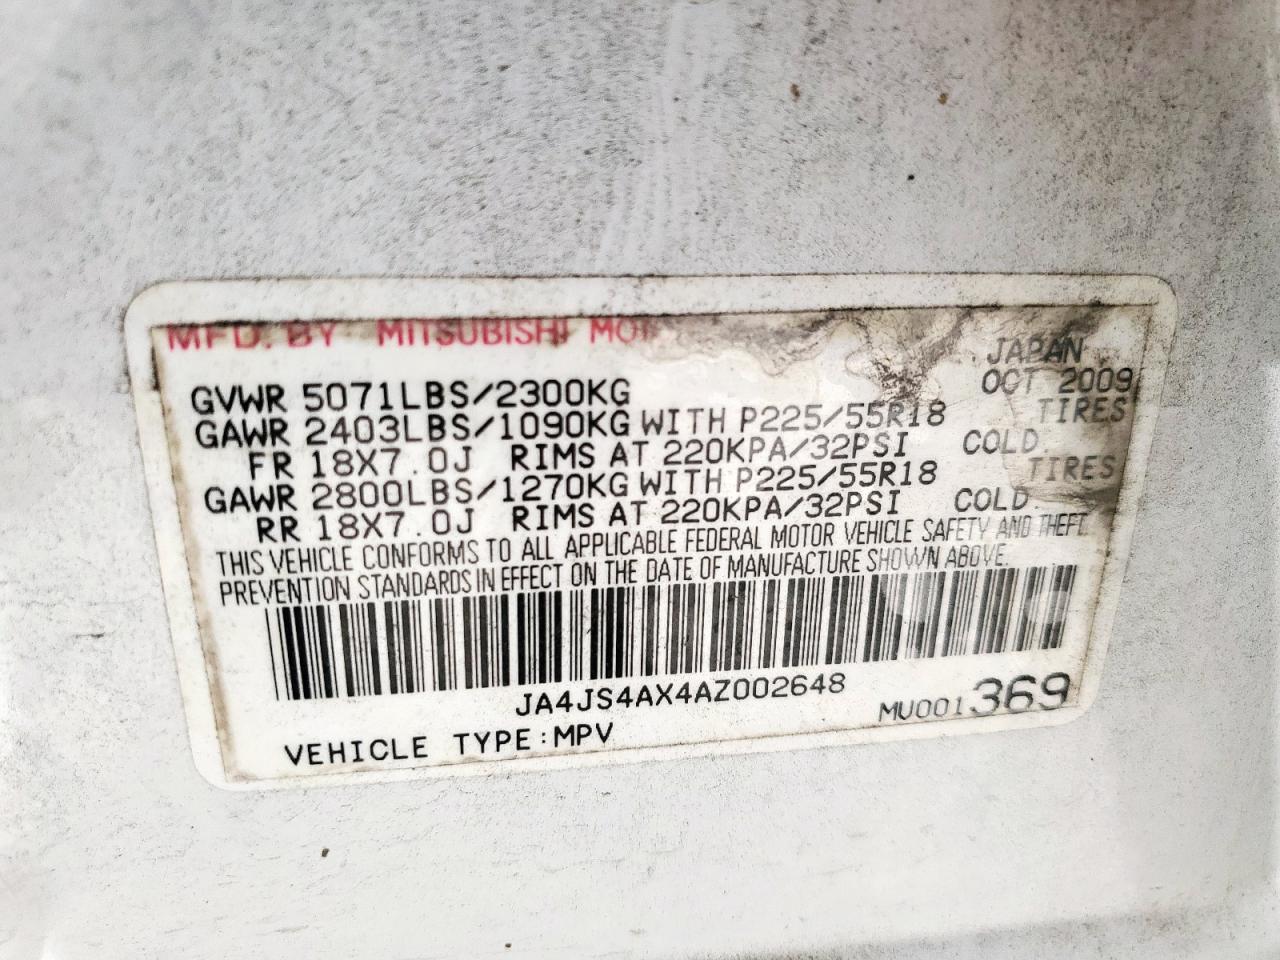 MFD. BY MITSUBISHI
JAPAN
OCT 2009
GVWR 5071LBS/2300KG
GAWR 2403LBS/1090KG WITH P225/55R18 TIRES
FR 18X7.0J RIMS AT 220KPA/32PSI COLD.
GAWR 2800LBS/1270KG WITH P225/55R18 TIRES
RR 18X7.0J RIMS AT 220KPA/32PSI COLD.
THIS VEHICLE CONFORMS TO ALL APPLICABLE FEDERAL MOTOR VEHICLE SAFETY AND THEFT
PREVENTION STANDARDS IN EFFECT ON THE DATE OF MANUFACTURE SHOWN ABOVE.
JA4JS4AX4AZ002648
MU001369
VEHICLE TYPE:MPV